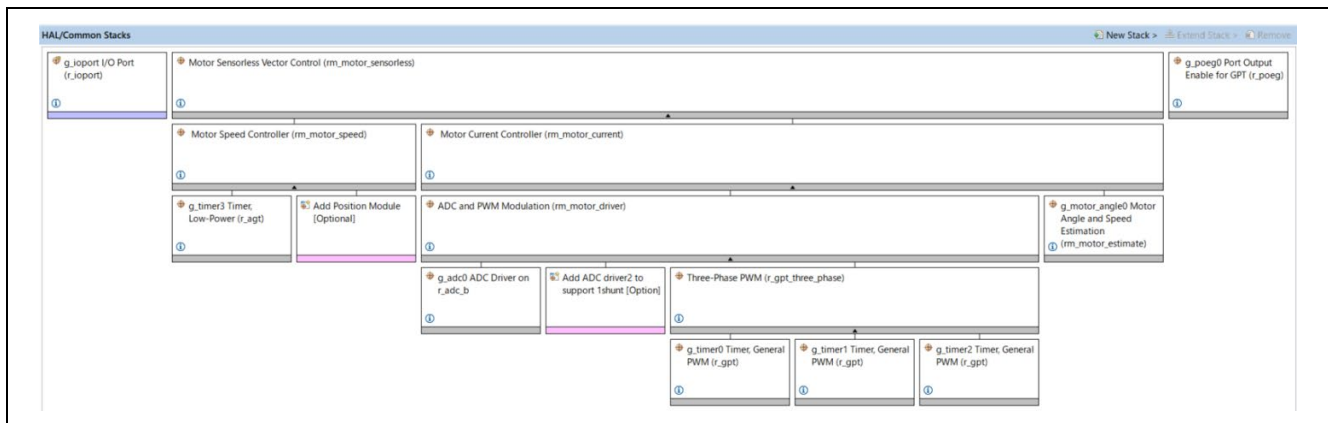 HAL/Common Stacks
New Stack >
Extend Stack >
Remove
g_ioport I/O Port
(r_ioport)
Motor Sensorless Vector Control (rm_motor_sensorless)
g_poeg0 Port Output
Enable for GPT (r_poeg)
Motor Speed Controller (rm_motor_speed)
Motor Current Controller (rm_motor_current)
g_timer3 Timer,
Low-Power (r_agt)
Add Position Module
[Optional]
ADC and PWM Modulation (rm_motor_driver)
g_motor_angle0 Motor
Angle and Speed
Estimation
(rm_motor_estimate)
g_adc0 ADC Driver on
r_adc_b
Add ADC driver2 to
support 1shunt [Option]
Three-Phase PWM (r_gpt_three_phase)
g_timer0 Timer, General
PWM (r_gpt)
g_timer1 Timer, General
PWM (r_gpt)
g_timer2 Timer, General
PWM (r_gpt)